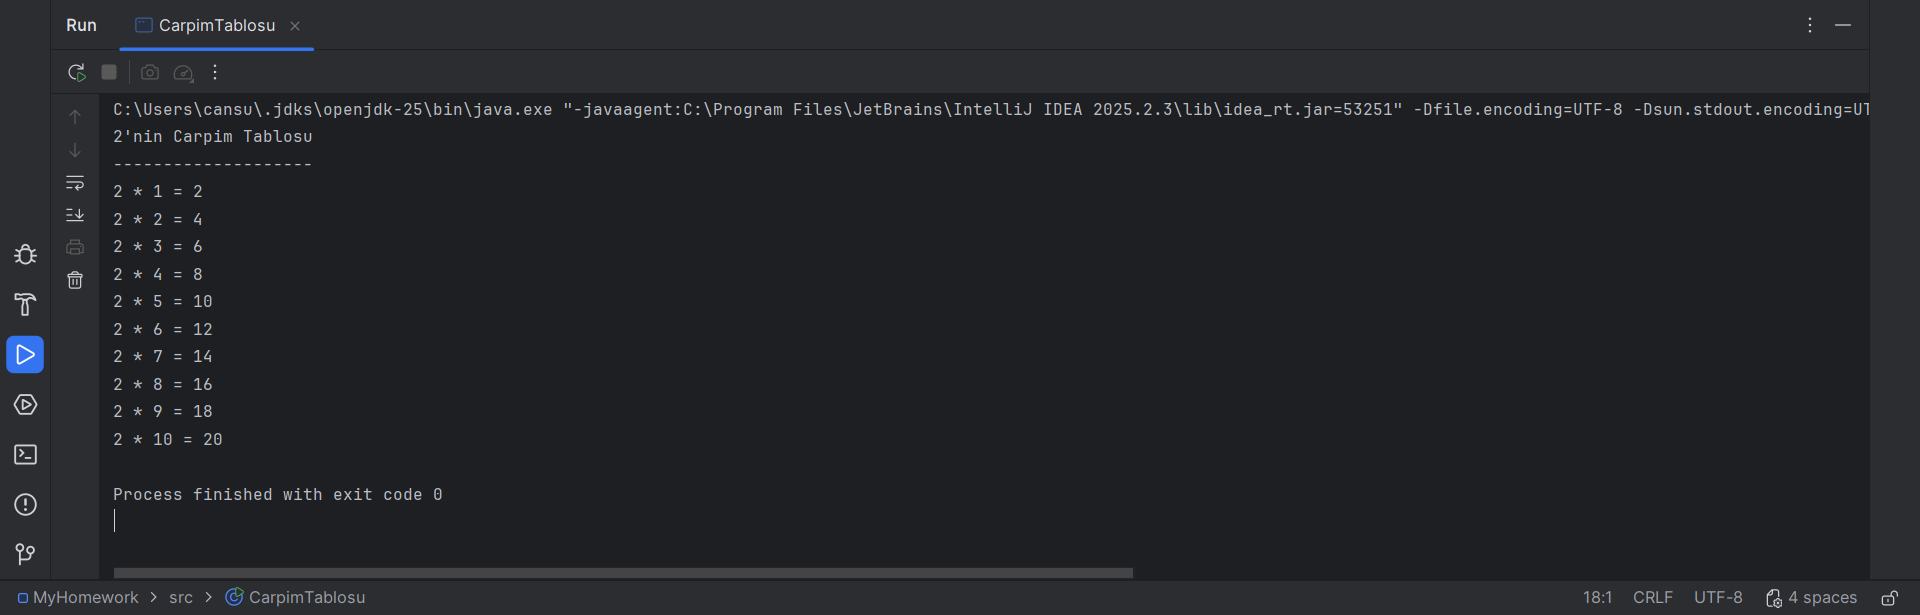 Run CarpimTablosu
C:\Users\cansu\.jdks\openjdk-25\bin\java.exe "-javaagent:C:\Program Files\JetBrains\IntelliJ IDEA 2025.2.3\lib\idea_rt.jar=53251" -Dfile.encoding=UTF-8 -Dsun.stdout.encoding=UT
2'nin Carpim Tablosu
--------------------
2 * 1 = 2
2 * 2 = 4
2 * 3 = 6
2 * 4 = 8
2 * 5 = 10
2 * 6 = 12
2 * 7 = 14
2 * 8 = 16
2 * 9 = 18
2 * 10 = 20
Process finished with exit code 0
MyHomework > src > CarpimTablosu 18:1 CRLF UTF-8 4 spaces